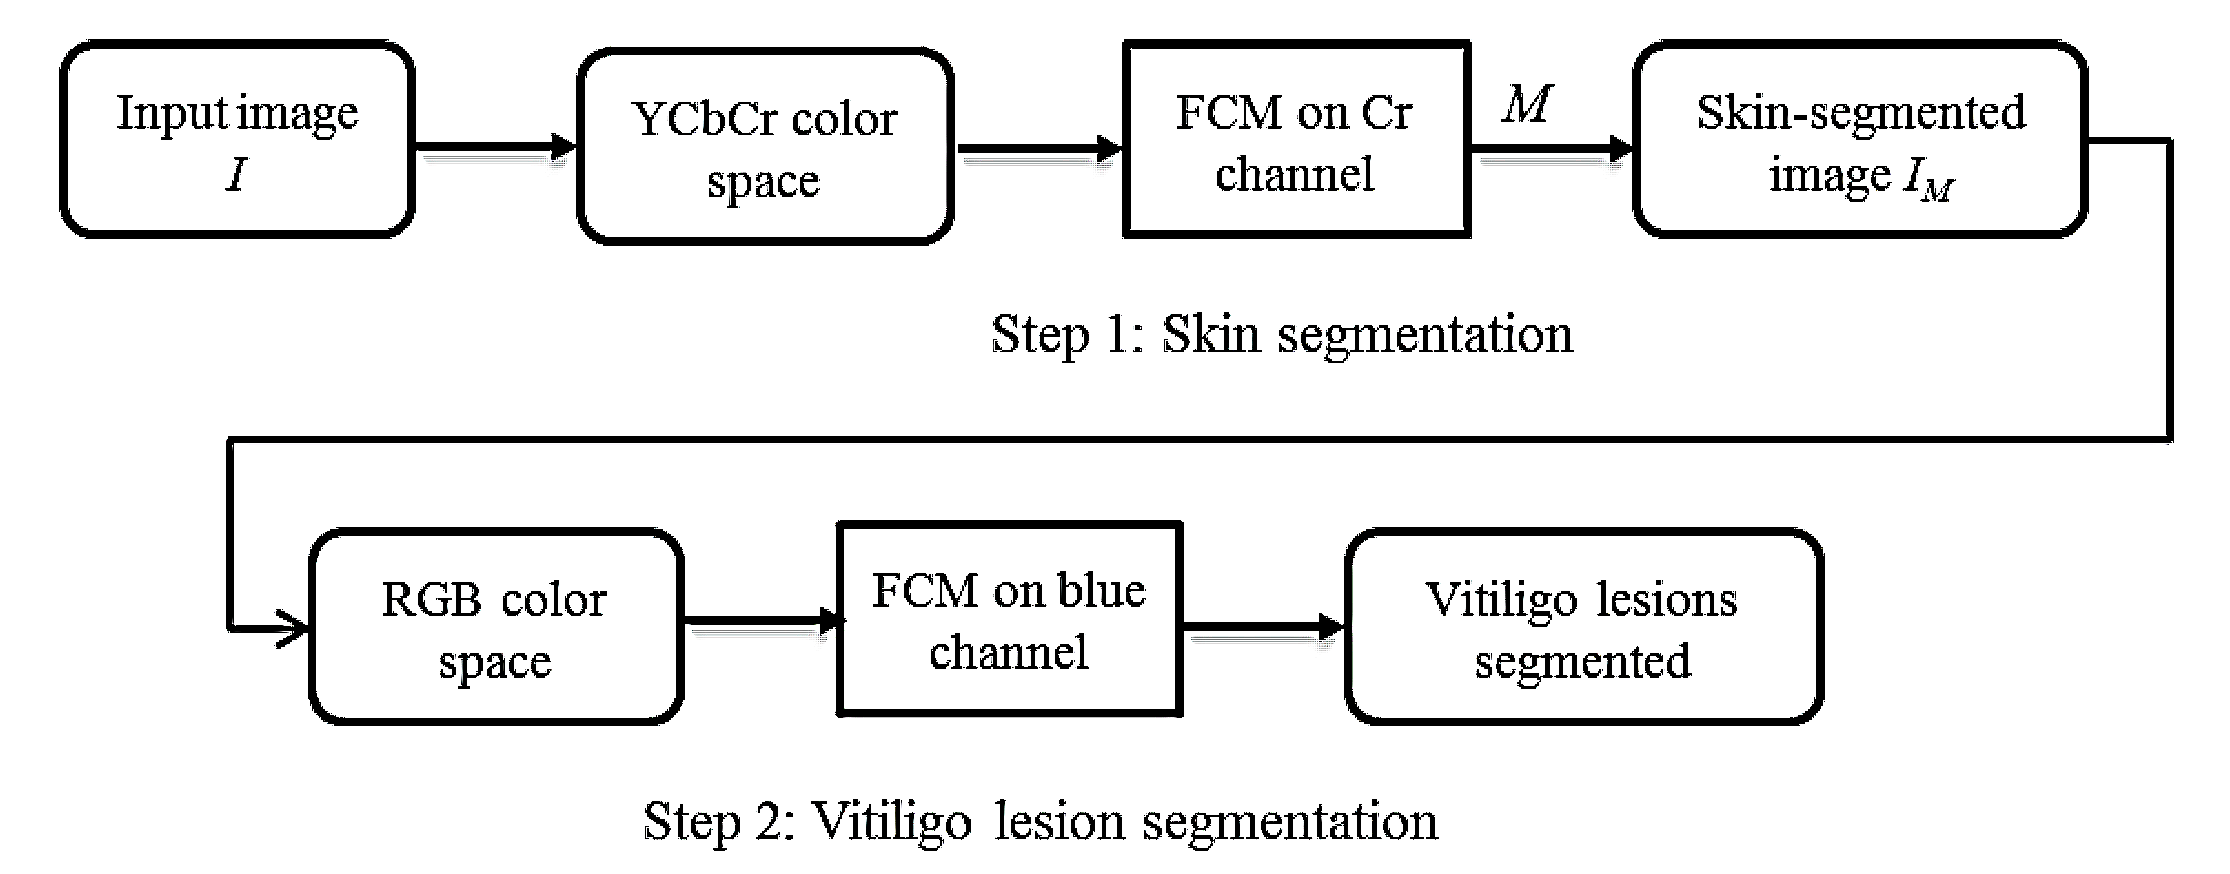 Input image
I
YCbCr color
space
FCM on Cr
channel
M
Skin-segmented
image I_M
Step 1: Skin segmentation
RGB color
space
FCM on blue
channel
Vitiligo lesions
segmented
Step 2: Vitiligo lesion segmentation